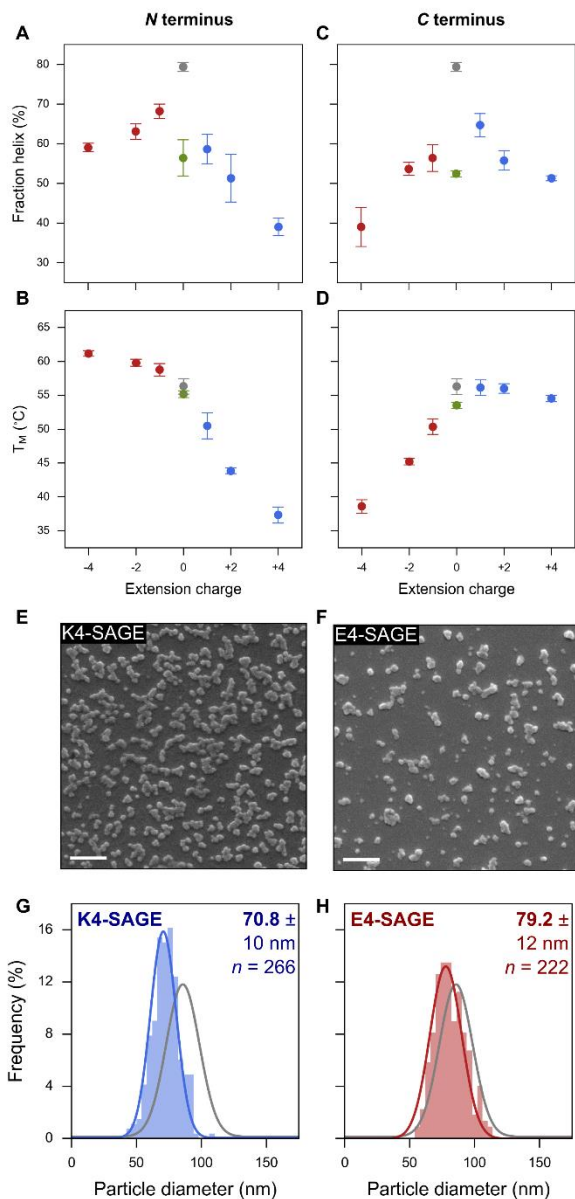 N terminus
C terminus
A
C
Fraction helix (%)
80
70
60
50
40
30
B
D
T_M (°C)
65
60
55
50
45
40
35
-4
-2
0
+2
+4
-4
-2
0
+2
+4
Extension charge
Extension charge
E
K4-SAGE
F
E4-SAGE
G
H
K4-SAGE
70.8 ±
10 nm
n = 266
E4-SAGE
79.2 ±
12 nm
n = 222
Frequency (%)
16
12
8
4
0
0
50
100
150
0
50
100
150
Particle diameter (nm)
Particle diameter (nm)